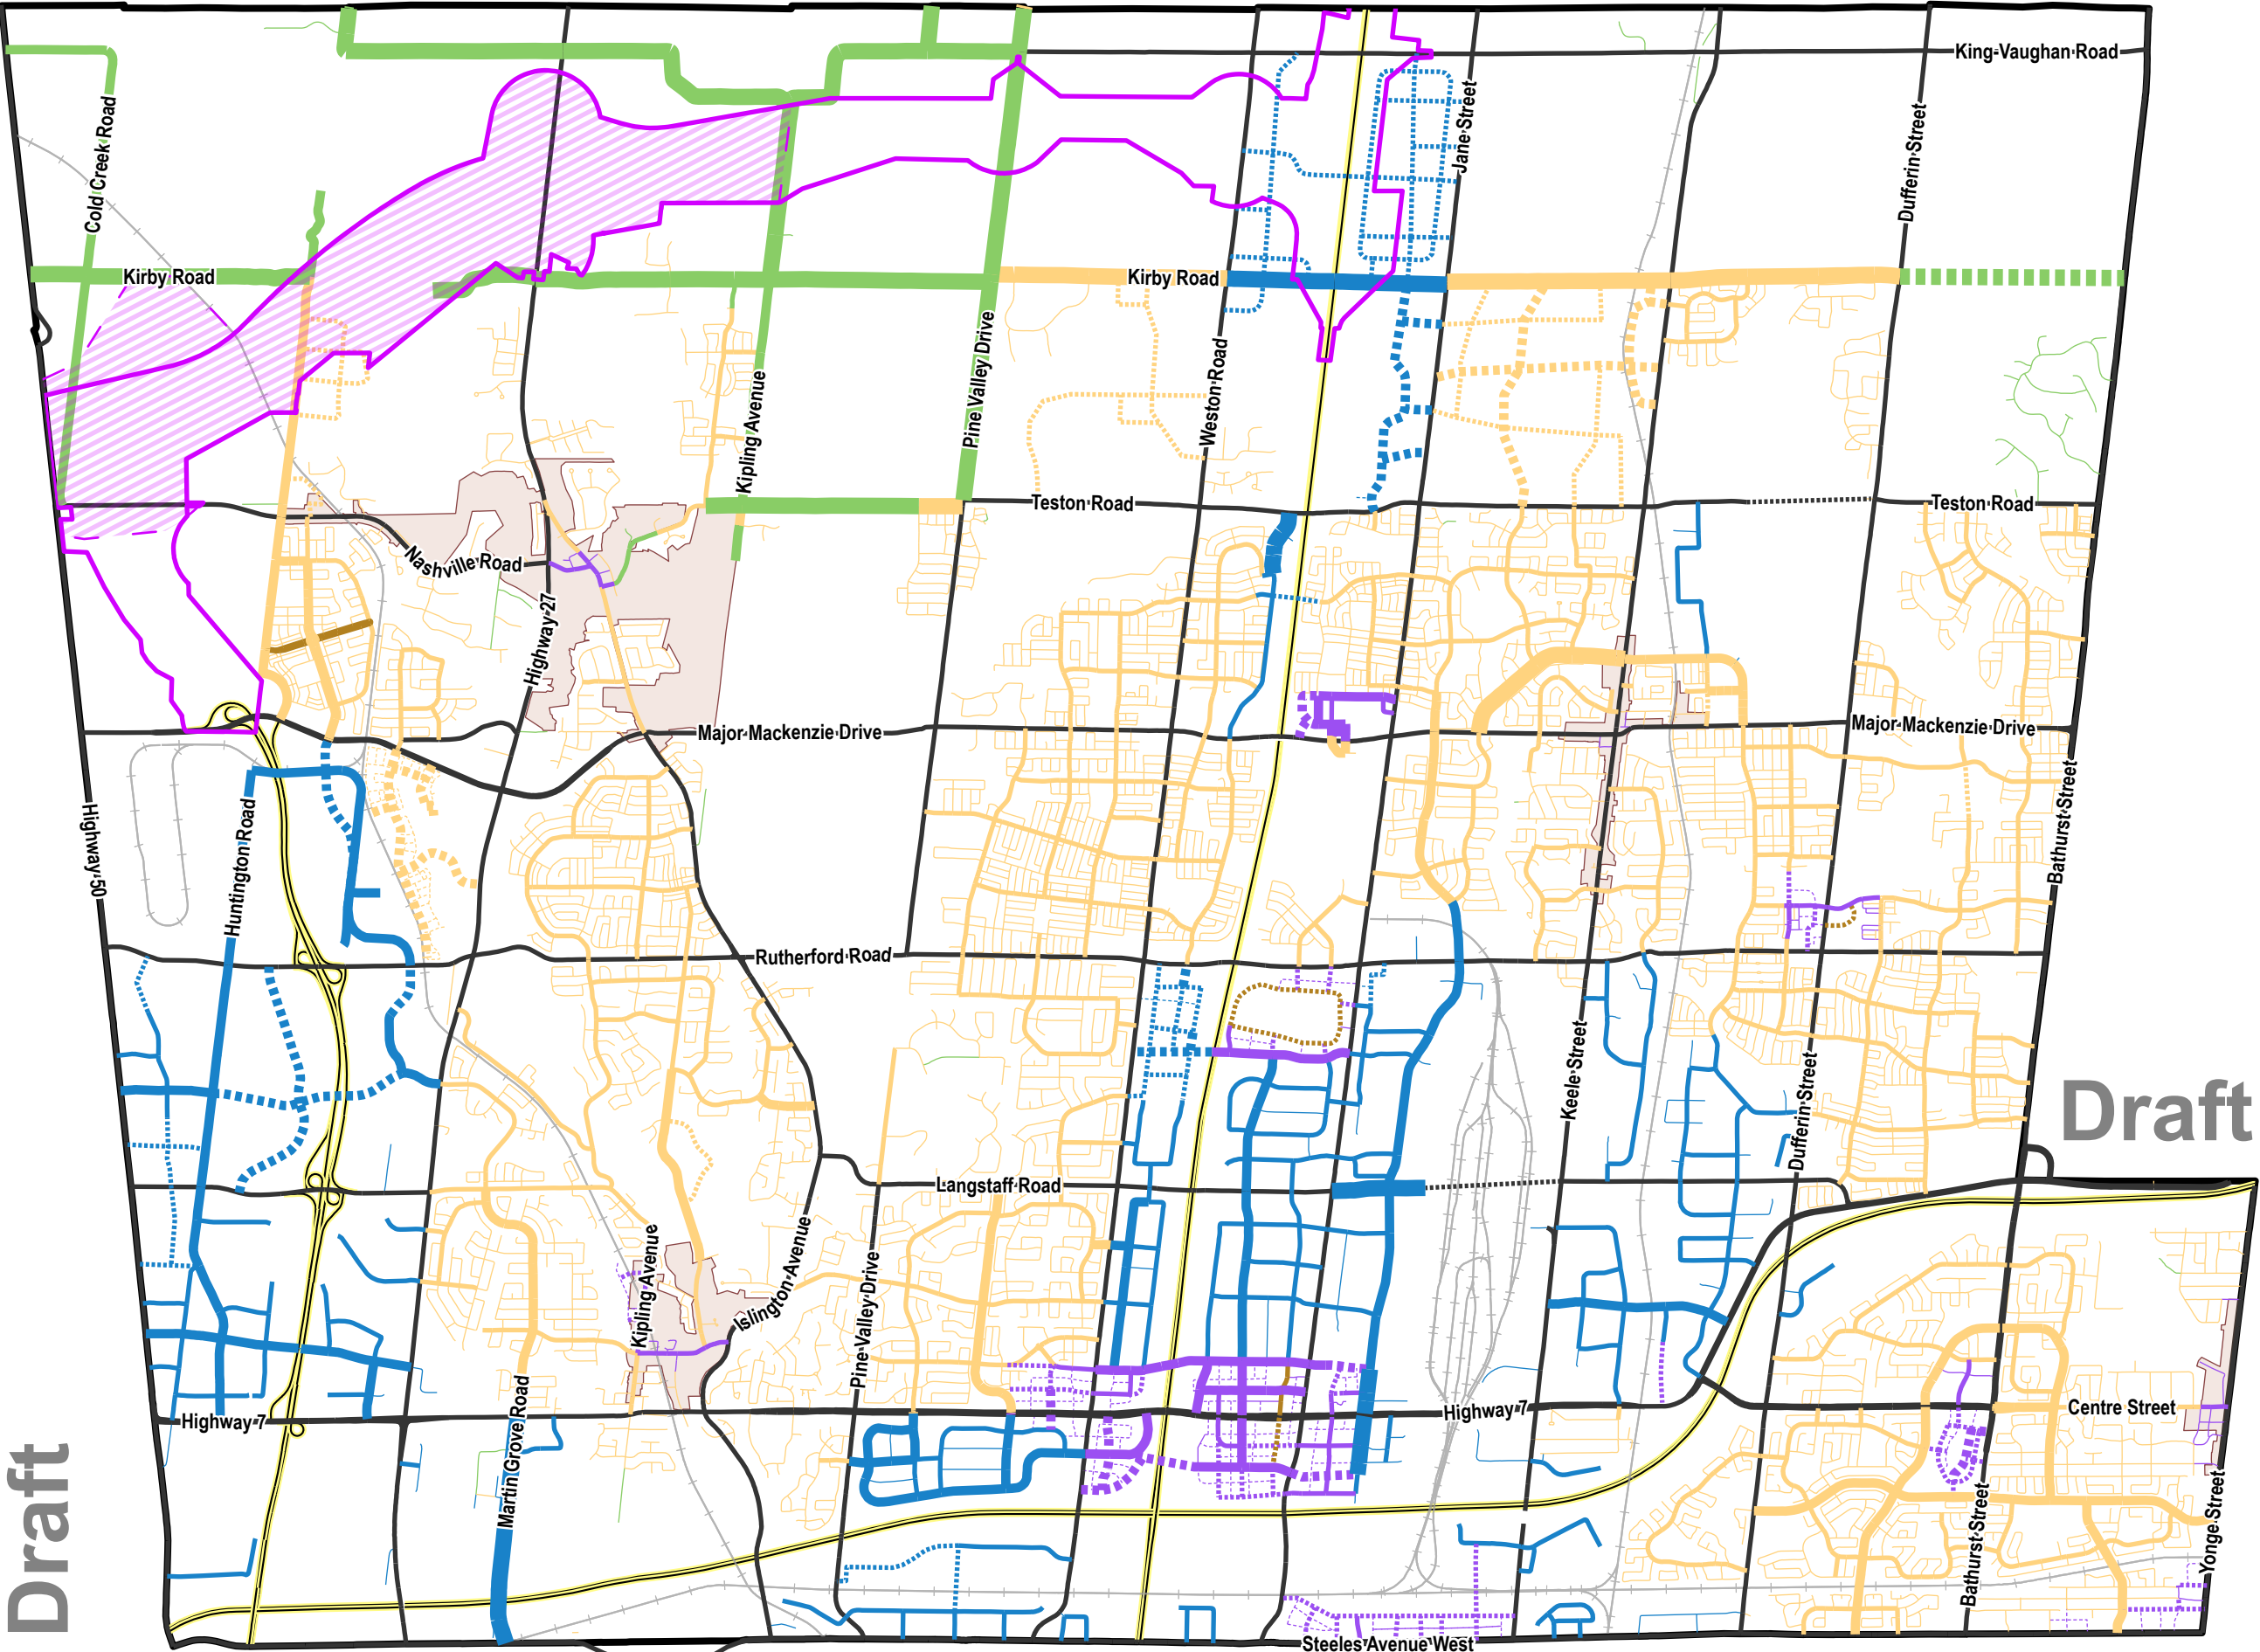 King-Vaughan Road
Cold Creek Road
Jane Street
Dufferin Street
Kirby Road
Kirby Road
Pine Valley Drive
Weston Road
Kipling Avenue
Teston Road
Teston Road
Nashville Road
Highway 27
Major Mackenzie Drive
Major Mackenzie Drive
Bathurst Street
Highway 50
Huntington Road
Rutherford Road
Keele Street
Dufferin Street
Draft
Langstaff Road
Kipling Avenue
Islington Avenue
Pine Valley Drive
Martin Grove Road
Highway 7
Highway 7
Centre Street
Draft
Bathurst Street
Yonge Street
Steeles Avenue West